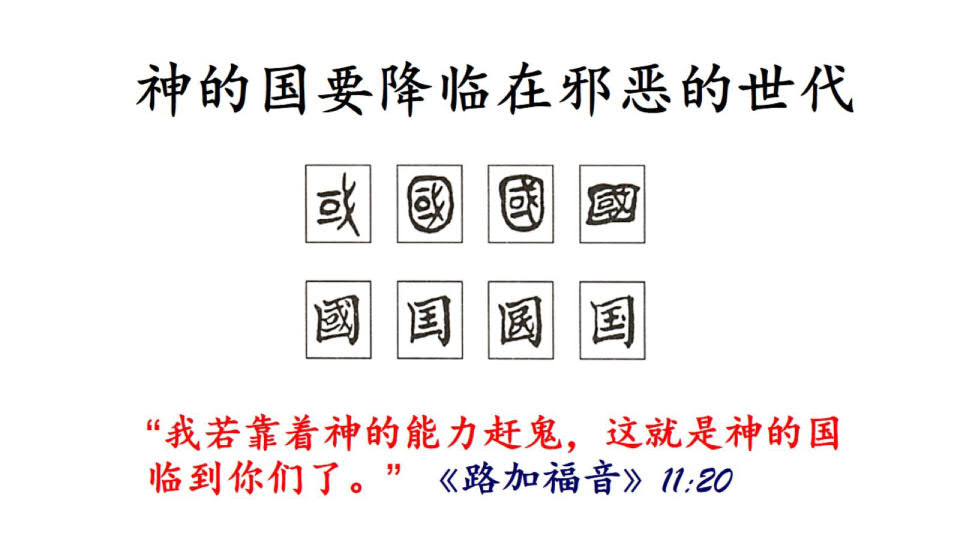 神的国要降临在邪恶的世代
或 國 國 國
國 囯 囻 国
“我若靠着神的能力赶鬼，这就是神的国
临到你们了。”《路加福音》11:20